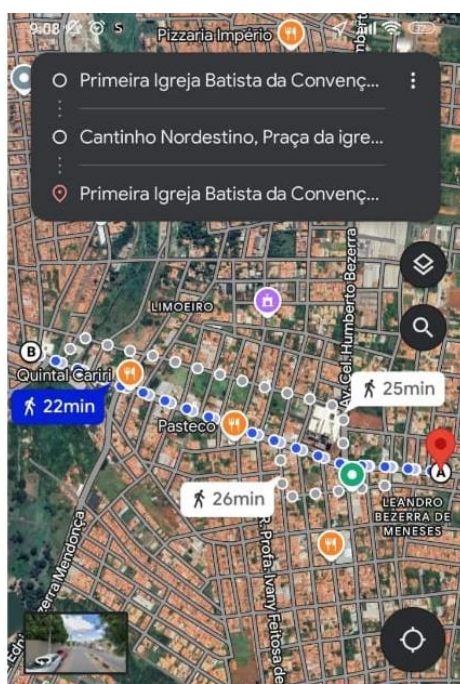 9:08 S
Pizzaria Império
Primeira Igreja Batista da Convenç...
Cantinho Nordestino, Praça da igre...
Primeira Igreja Batista da Convenç...
Av. Cel. Humberto Bezerra
LIMOEIRO
B
Quintal Cariri
25min
22min
Pasteco
A
26min
LEANDRO
BEZERRA DE
MENESES
R. Profa. Ivany Feitosa de
Bezerra Mendonça